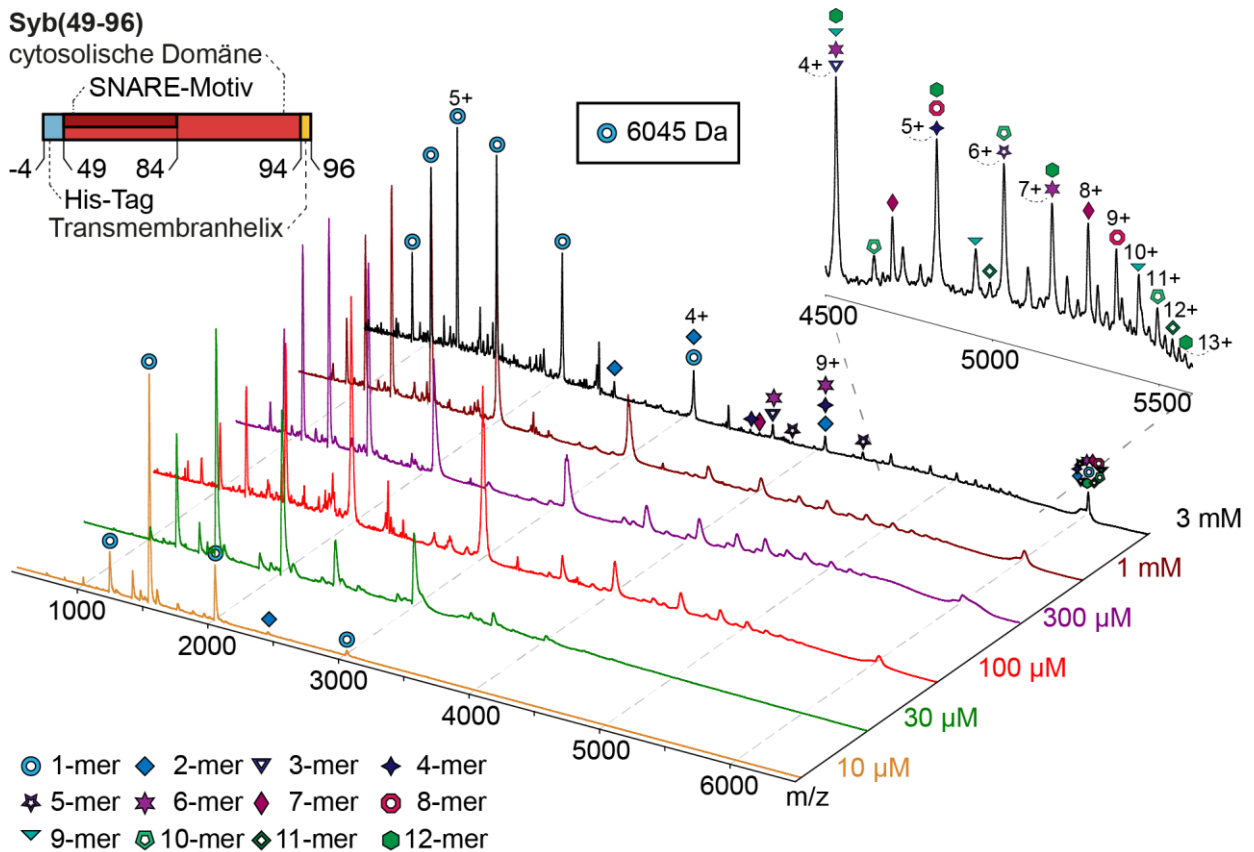 Syb(49-96)
cytosolische Domäne
SNARE-Motiv
-4 49 84 94 96
His-Tag
Transmembranhelix
5+
6045 Da
4+
9+
4+
5+
6+
7+
8+
9+
10+
11+
12+
13+
4500
5000
5500
3 mM
1 mM
300 µM
100 µM
30 µM
10 µM
1000
2000
3000
4000
5000
6000
m/z
1-mer 2-mer 3-mer 4-mer
5-mer 6-mer 7-mer 8-mer
9-mer 10-mer 11-mer 12-mer